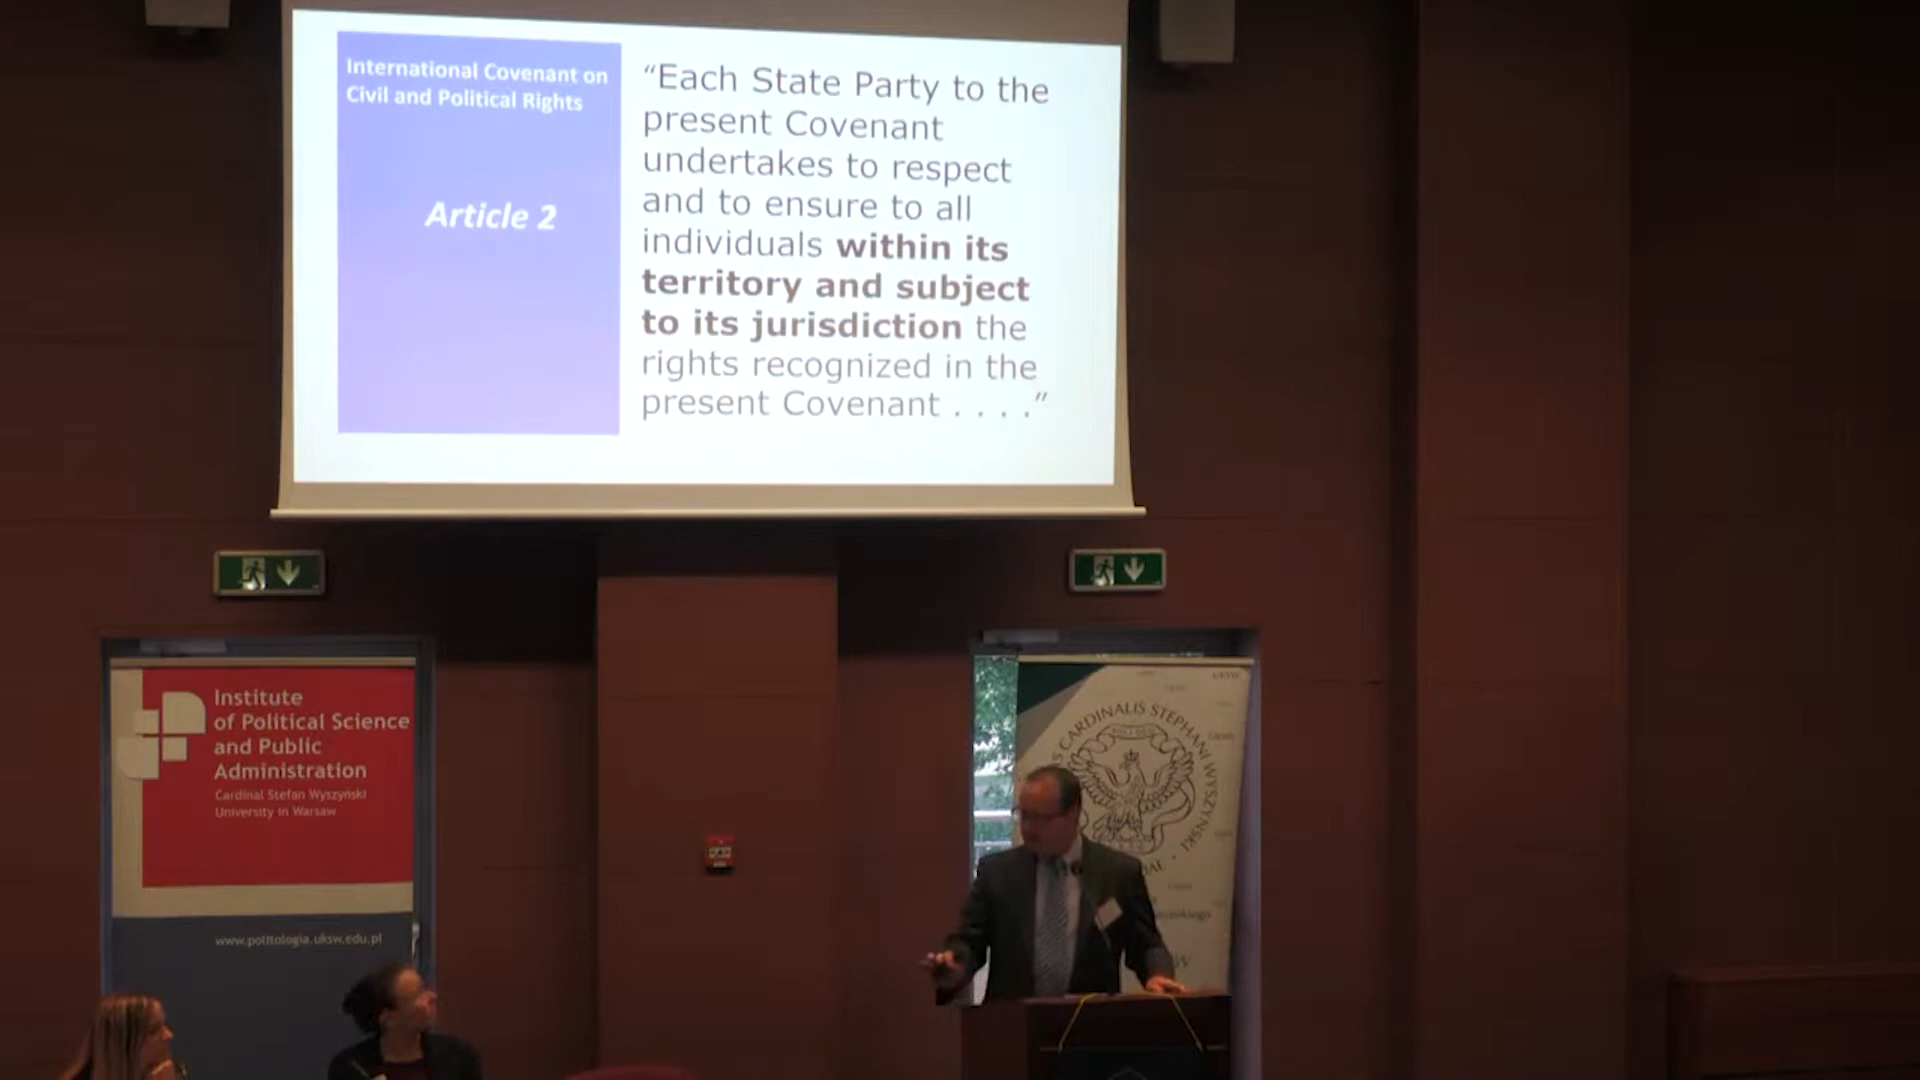 International Covenant on
Civil and Political Rights
Article 2
“Each State Party to the
present Covenant
undertakes to respect
and to ensure to all
individuals within its
territory and subject
to its jurisdiction the
rights recognized in the
present Covenant . . . .”
Institute
of Political Science
and Public
Administration
Cardinal Stefan Wyszyński
University in Warsaw
www.politologia.uksw.edu.pl
CARDINALIS STEPHANI WYSZYŃSKI